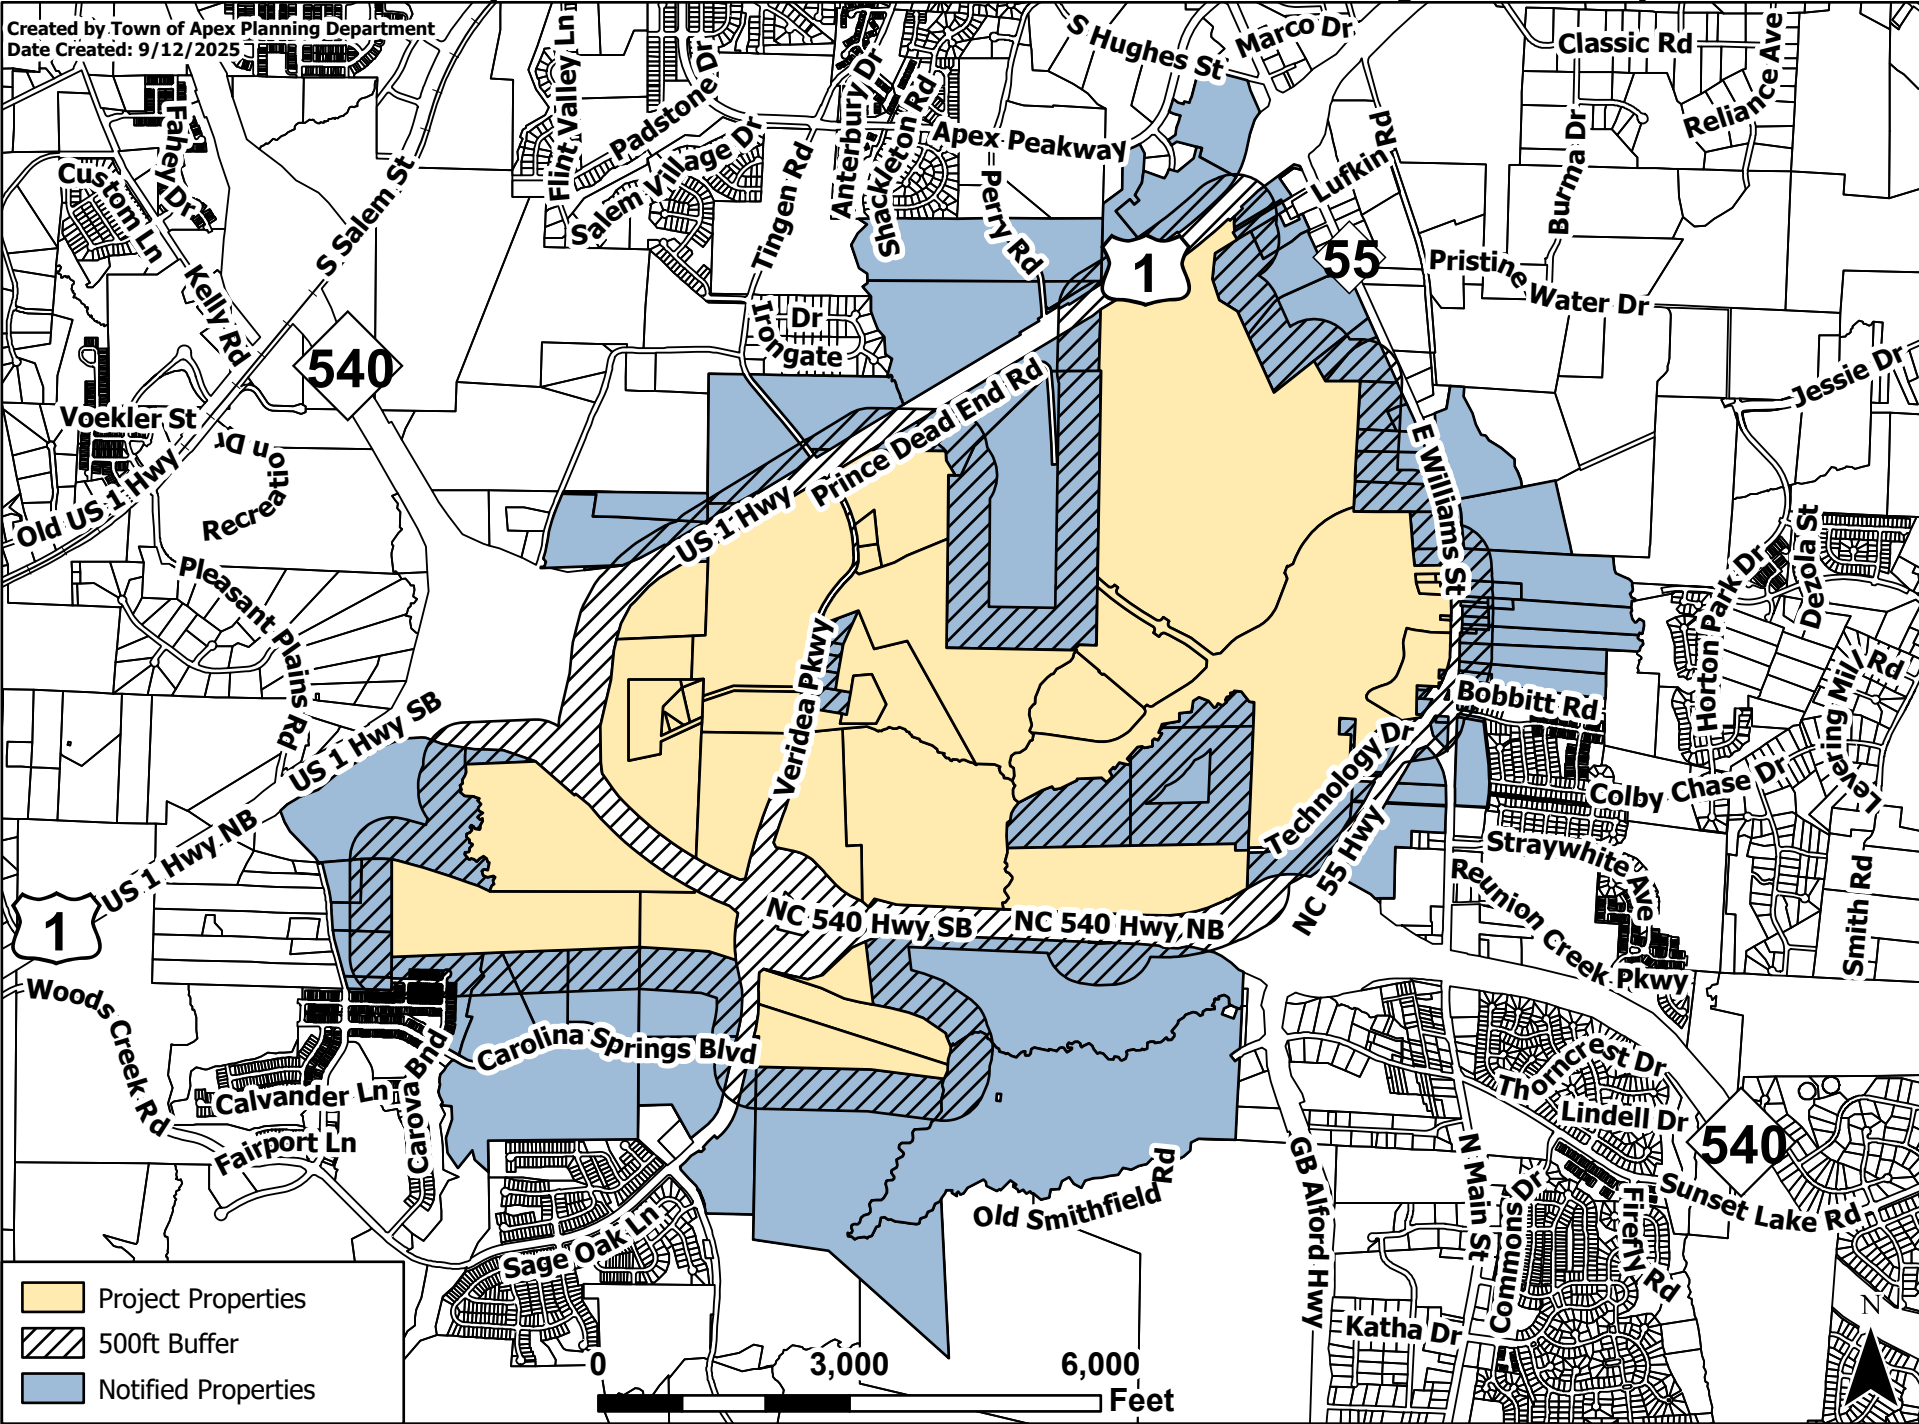 Created by Town of Apex Planning Department
Date Created: 9/12/2025
S Hughes St
Marco Dr
Classic Rd
Reliance Ave
Flint Valley Ln
Padstone Dr
Anterbury Dr
Shackleton Rd
Apex Peakway
Lufkin Rd
Burma Dr
Fahey Dr
Custom Ln
Salem Village Dr
Tingen Rd
Perry Rd
S Salem St
Kelly Rd
1
55
Pristine Water Dr
Irongate Dr
540
Jessie Dr
Voekler St
Recreation Dr
Old US 1 Hwy
Prince Dead End Rd
US 1 Hwy
E Williams St
Pleasant Plains Rd
Horton Park Dr
Dezola St
Veridea Pkwy
Levering Mill Rd
Bobbitt Rd
US 1 Hwy SB
US 1 Hwy NB
Technology Dr
Colby Chase Dr
NC 55 Hwy
Straywhite Ave
Smith Rd
1
NC 540 Hwy SB
NC 540 Hwy NB
Reunion Creek Pkwy
Woods Creek Rd
Carolina Springs Blvd
Calvander Ln
Carova Bnd
Fairport Ln
Thorncrest Dr
Lindell Dr
540
Old Smithfield Rd
GB Alford Hwy
N Main St
Commons Dr
Firefly Rd
Sunset Lake Rd
Sage Oak Ln
Katha Dr
N
Project Properties
500ft Buffer
Notified Properties
0 3,000 6,000
Feet